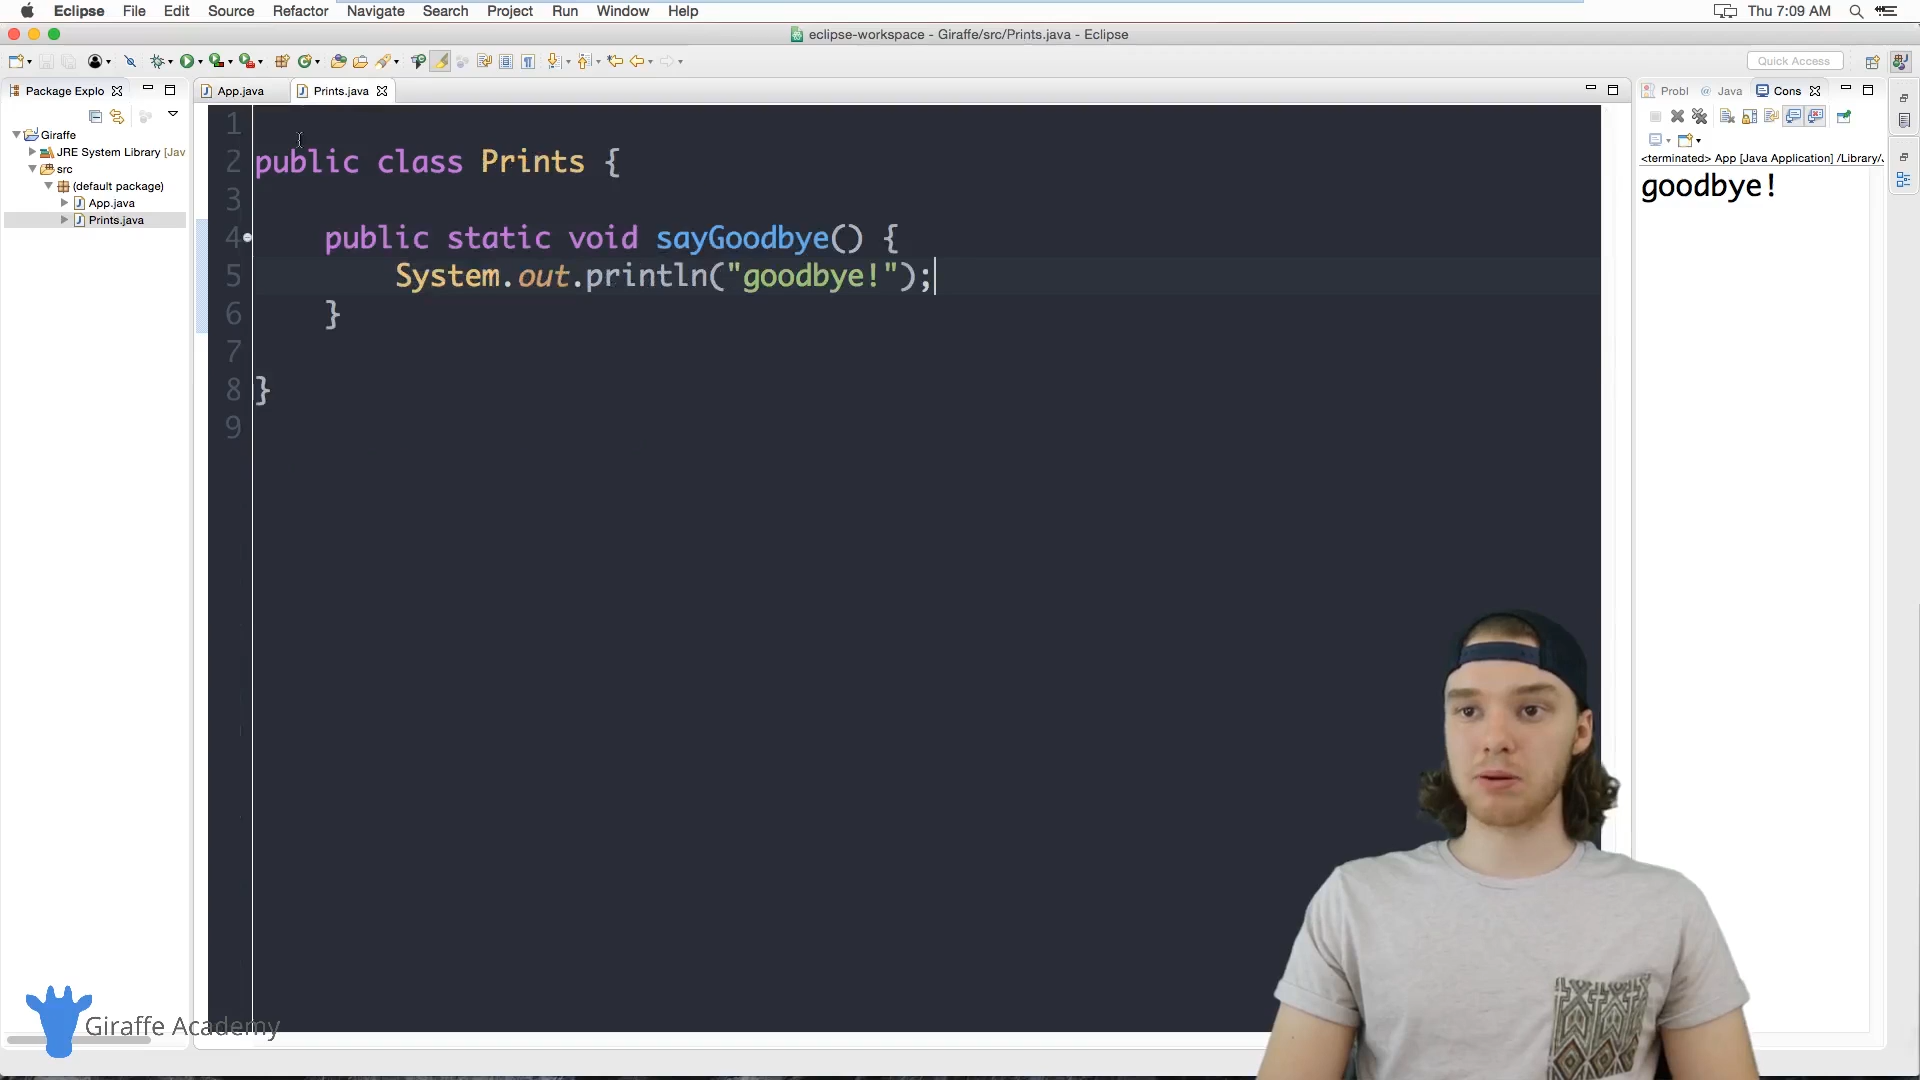 Eclipse File Edit Source Refactor Navigate Search Project Run Window Help Thu 7:09 AM
eclipse-workspace - Giraffe/src/Prints.java - Eclipse
Quick Access
Package Explo
Giraffe
JRE System Library [Jav
src
(default package)
App.java
Prints.java
App.java Prints.java
1
2 public class Prints {
3
4 public static void sayGoodbye() {
5 System.out.println("goodbye!");
6 }
7
8 }
9
Probl @ Java Cons
<terminated> App [Java Application] /Library/
goodbye!
Giraffe Academy